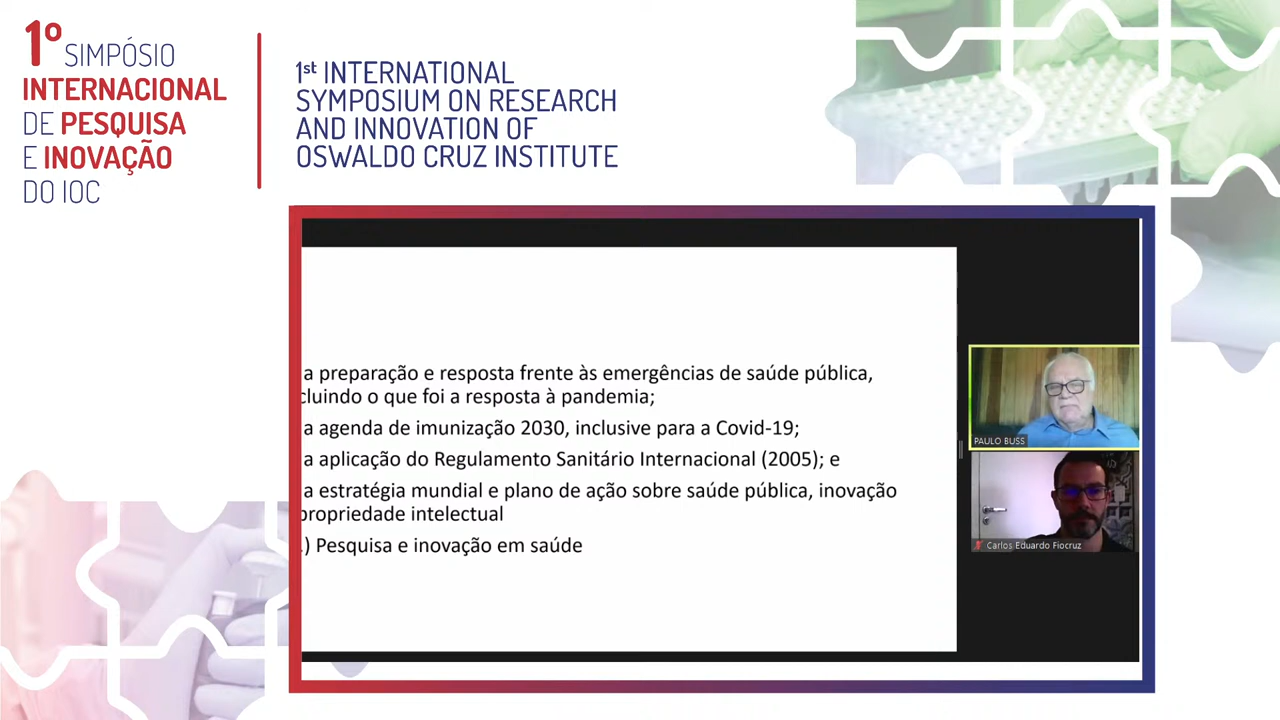 1º SIMPÓSIO
INTERNACIONAL
DE PESQUISA
E INOVAÇÃO
DO IOC
1st INTERNATIONAL
SYMPOSIUM ON RESEARCH
AND INNOVATION OF
OSWALDO CRUZ INSTITUTE
a preparação e resposta frente às emergências de saúde pública,
cluindo o que foi a resposta à pandemia;
a agenda de imunização 2030, inclusive para a Covid-19;
a aplicação do Regulamento Sanitário Internacional (2005); e
a estratégia mundial e plano de ação sobre saúde pública, inovação
propriedade intelectual
.) Pesquisa e inovação em saúde
PAULO BUSS
Carlos Eduardo Fiocruz